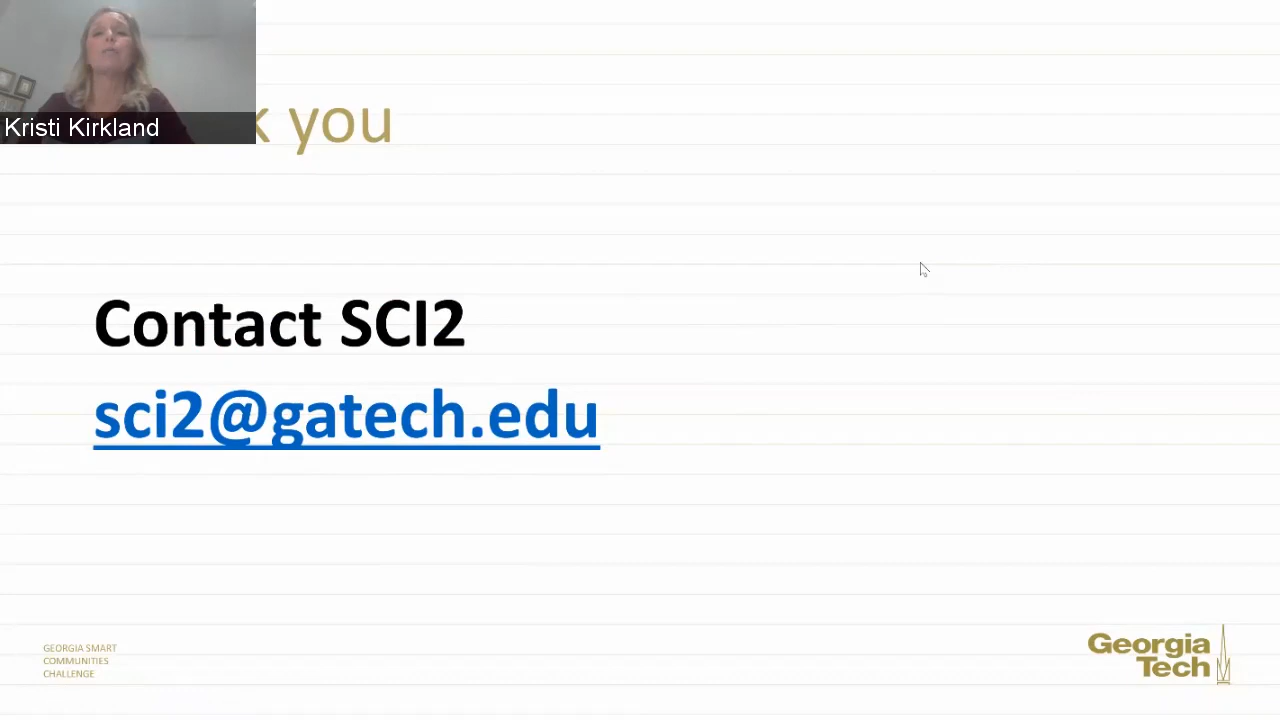 Kristi Kirkland
you
Contact SCI2
sci2@gatech.edu
GEORGIA SMART
COMMUNITIES
CHALLENGE
Georgia
Tech